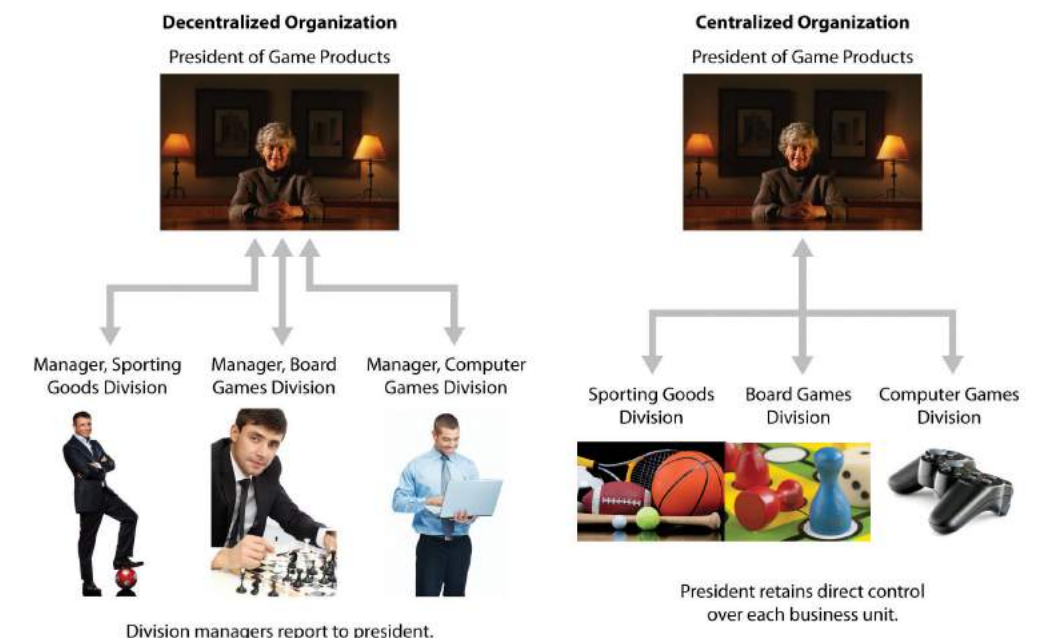 Decentralized Organization
President of Game Products
Manager, Sporting
Goods Division
Manager, Board
Games Division
Manager, Computer
Games Division
Division managers report to president.
Centralized Organization
President of Game Products
Sporting Goods
Division
Board Games
Division
Computer Games
Division
President retains direct control
over each business unit.